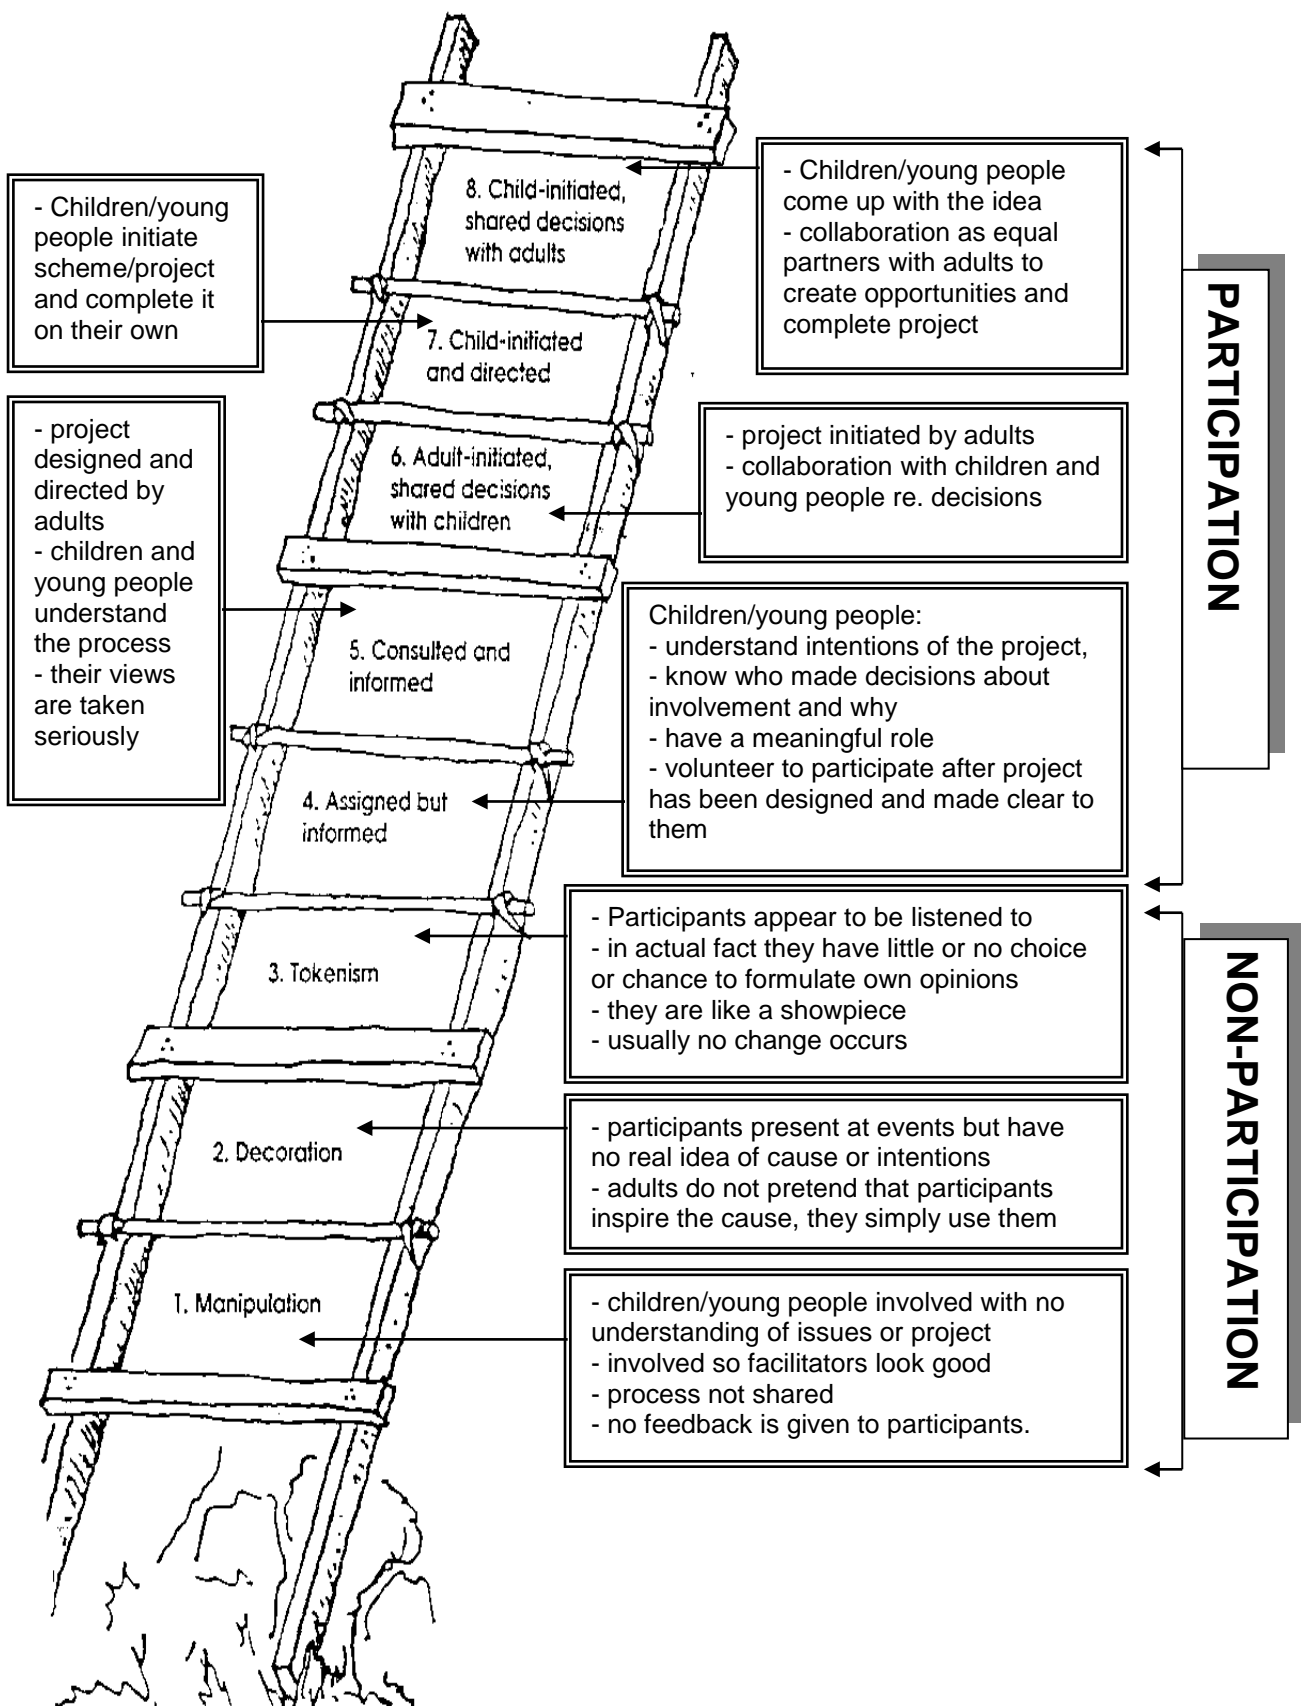 8. Child-initiated,
shared decisions
with adults
- Children/young people
come up with the idea
- collaboration as equal
partners with adults to
create opportunities and
complete project
- Children/young
people initiate
scheme/project
and complete it
on their own
7. Child-initiated
and directed
6. Adult-initiated,
shared decisions
with children
- project initiated by adults
- collaboration with children and
young people re. decisions
- project
designed and
directed by
adults
- children and
young people
understand
the process
- their views
are taken
seriously
5. Consulted and
informed
4. Assigned but
informed
Children/young people:
- understand intentions of the project,
- know who made decisions about
involvement and why
- have a meaningful role
- volunteer to participate after project
has been designed and made clear to
them
PARTICIPATION
3. Tokenism
- Participants appear to be listened to
- in actual fact they have little or no choice
or chance to formulate own opinions
- they are like a showpiece
- usually no change occurs
2. Decoration
- participants present at events but have
no real idea of cause or intentions
- adults do not pretend that participants
inspire the cause, they simply use them
1. Manipulation
- children/young people involved with no
understanding of issues or project
- involved so facilitators look good
- process not shared
- no feedback is given to participants.
NON-PARTICIPATION